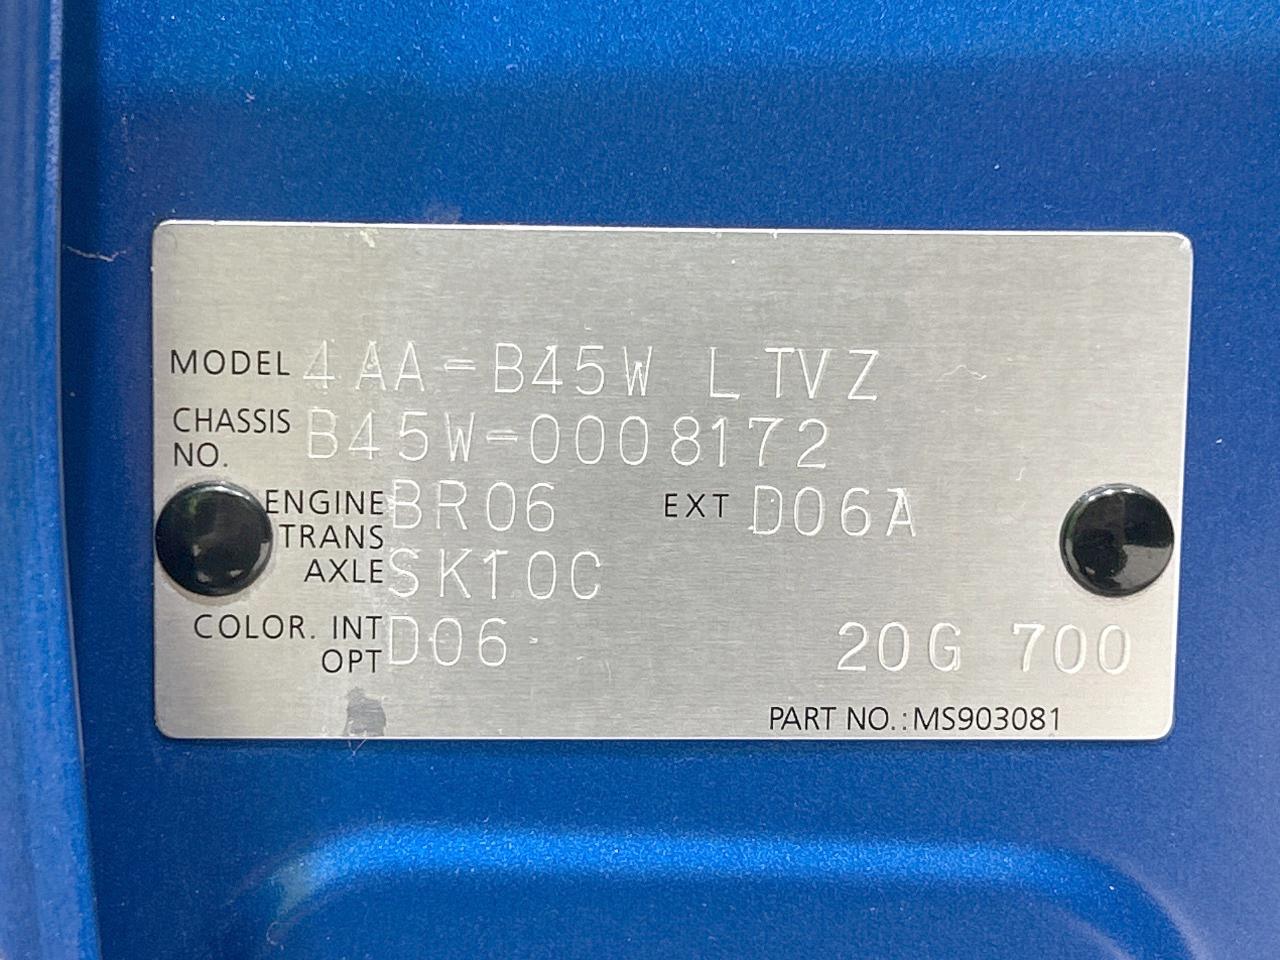 MODEL 4AA-B45W LTVZ
CHASSIS NO. B45W-0008172
ENGINE BR06 EXT D06A
TRANS AXLE SK10C
COLOR. INT OPT D06 20G 700
PART NO.:MS903081